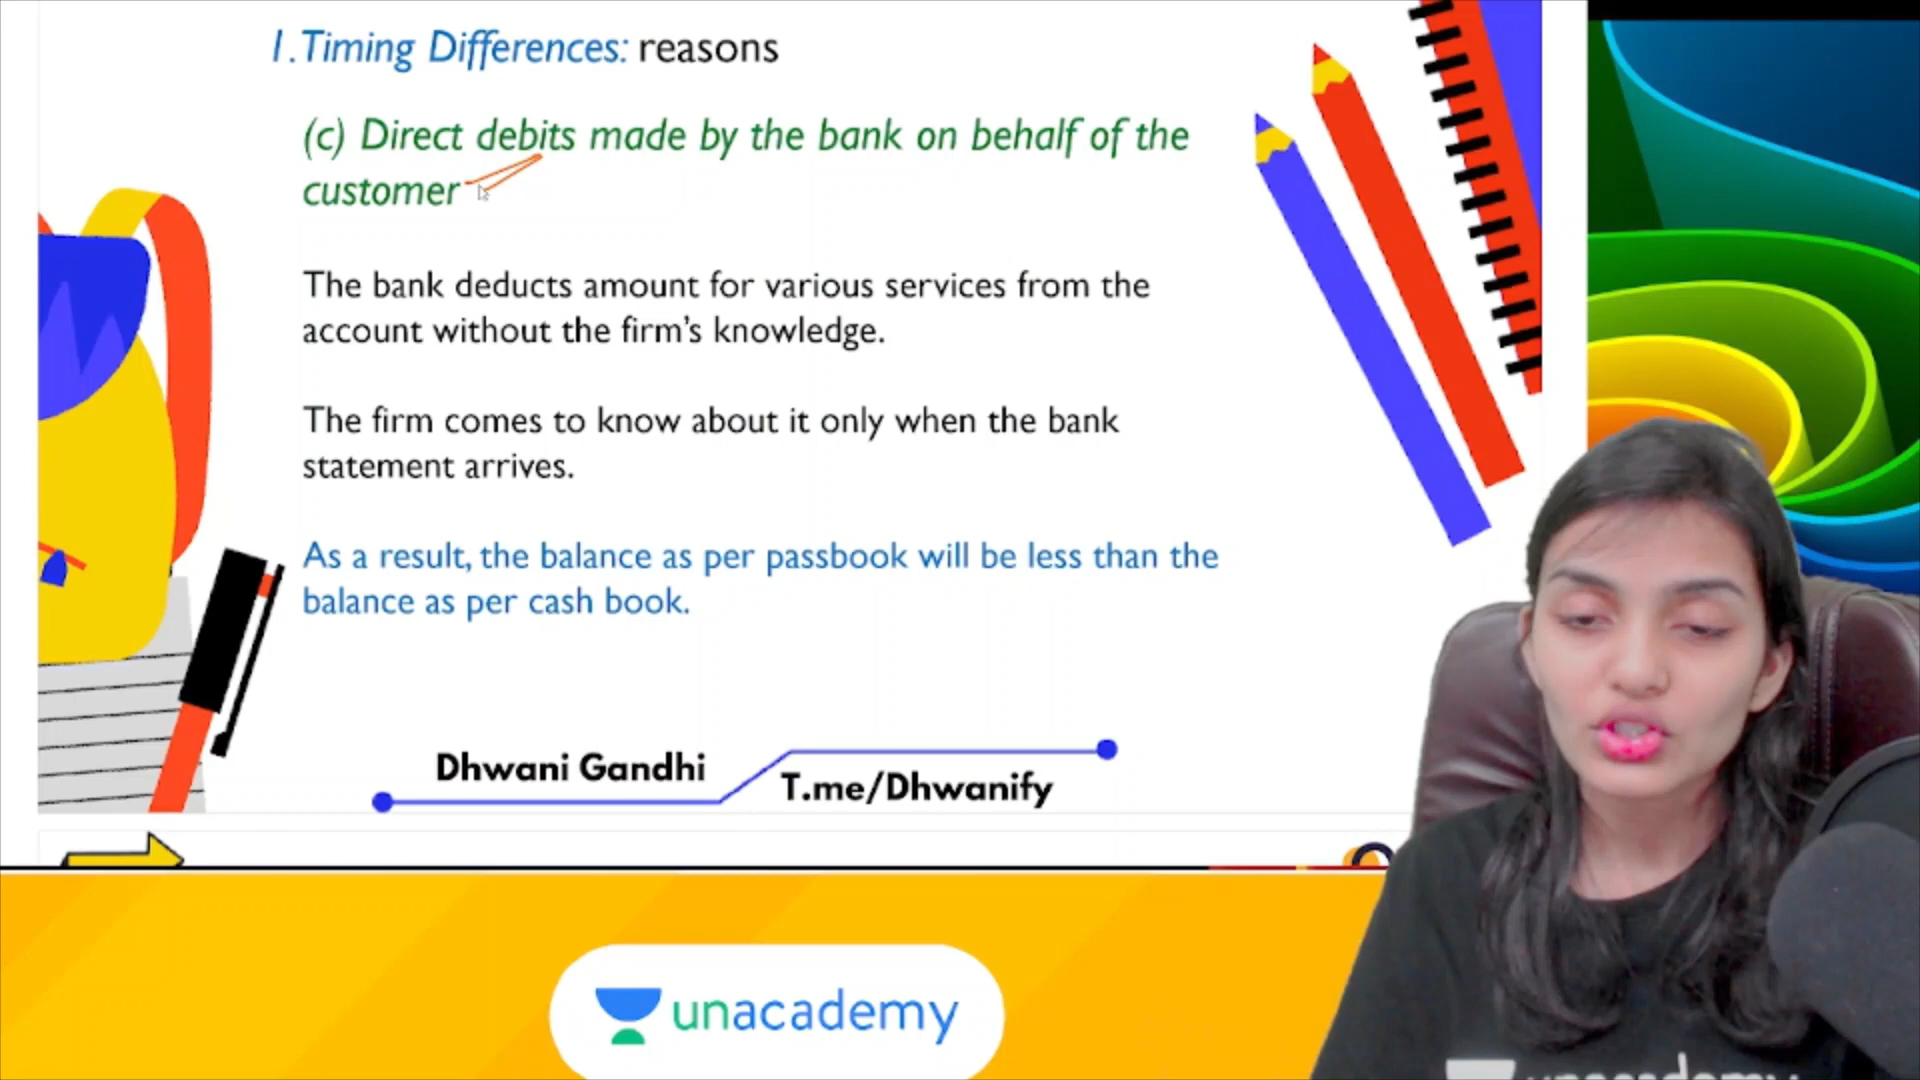 1.Timing Differences: reasons
(c) Direct debits made by the bank on behalf of the
customer
The bank deducts amount for various services from the
account without the firm's knowledge.
The firm comes to know about it only when the bank
statement arrives.
As a result, the balance as per passbook will be less than the
balance as per cash book.
Dhwani Gandhi
T.me/Dhwanify
unacademy
unacademy